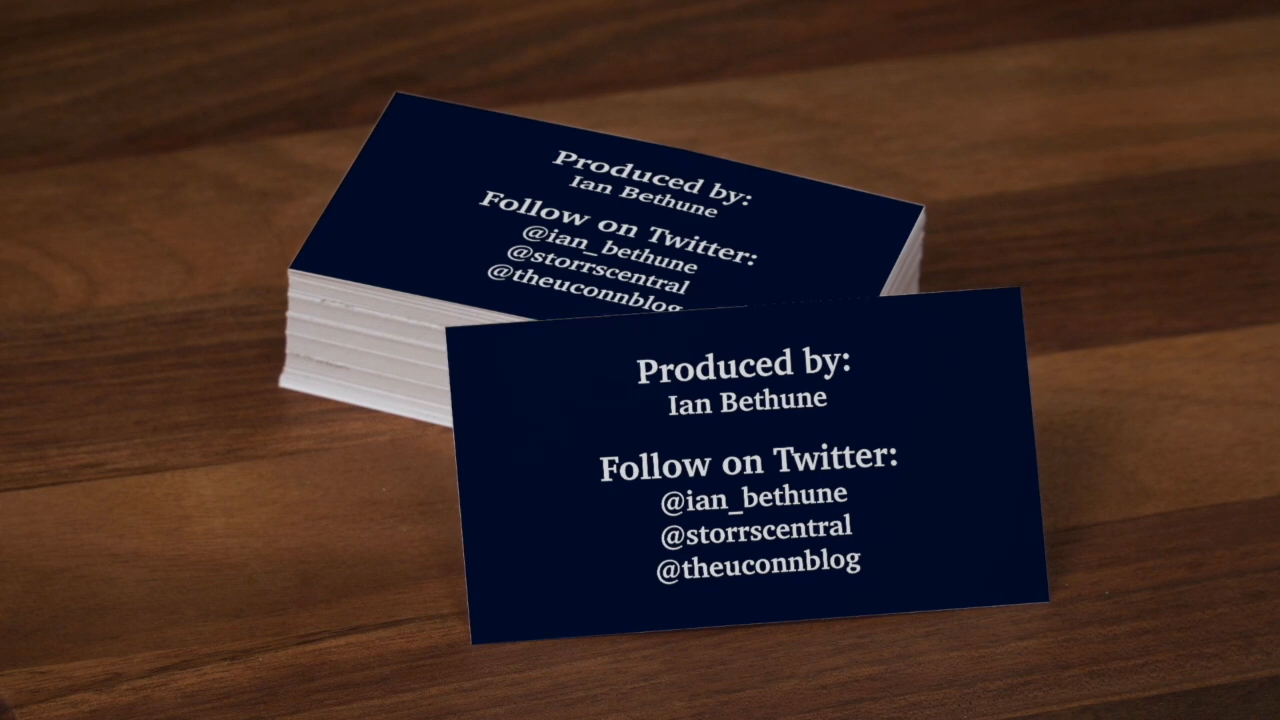 Produced by:
Ian Bethune
Follow on Twitter:
@ian_bethune
@storrscentral
@theuconnblog
Produced by:
Ian Bethune
Follow on Twitter:
@ian_bethune
@storrscentral
@theuconnblog